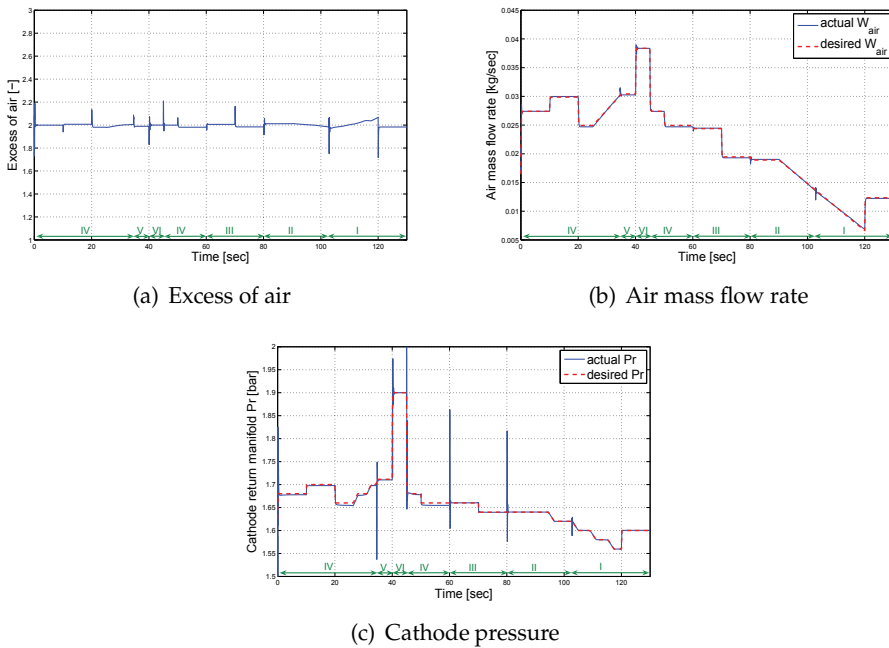 3
2.8
2.6
2.4
2.2
2
1.8
1.6
1.4
1.2
1
Excess of air [–]
IV V VI IV III II I
0 20 40 60 80 100 120
Time [sec]
(a) Excess of air
0.045
0.04
0.035
0.03
0.025
0.02
0.015
0.01
0.005
Air mass flow rate [kg/sec]
actual W_air
desired W_air
IV V VI IV III II I
0 20 40 60 80 100 120
Time [sec]
(b) Air mass flow rate
2
1.95
1.9
1.85
1.8
1.75
1.7
1.65
1.6
1.55
1.5
Cathode return manifold Pr [bar]
actual Pr
desired Pr
IV V VI IV III II I
0 20 40 60 80 100 120
Time [sec]
(c) Cathode pressure